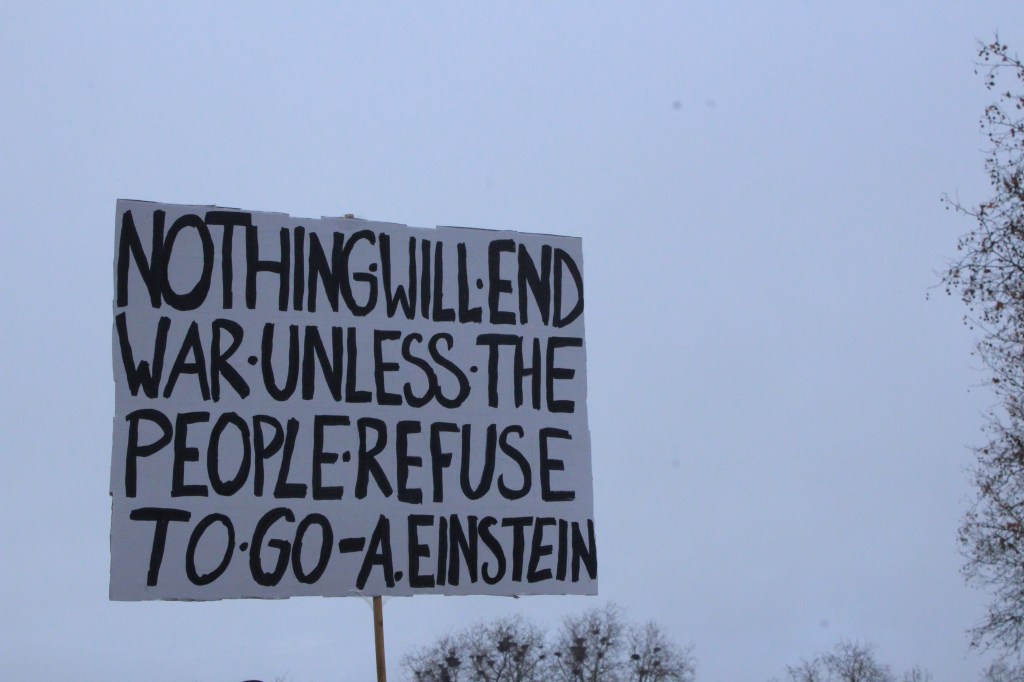 NOTHING·WILL·END
WAR·UNLESS·THE
PEOPLE·REFUSE
TO·GO-A.EINSTEIN